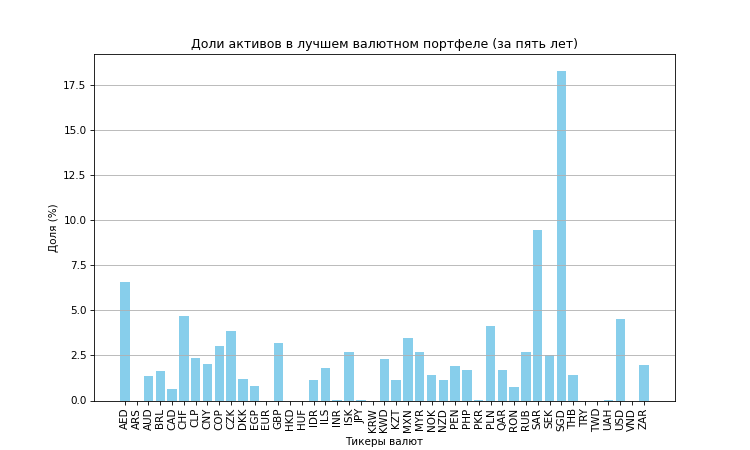 Доли активов в лучшем валютном портфеле (за пять лет)
Доля (%)
17.5
15.0
12.5
10.0
7.5
5.0
2.5
0.0
AED
ARS
AUD
BRL
CAD
CHF
CLP
CNY
COP
CZK
DKK
EGP
EUR
GBP
HKD
HUF
IDR
ILS
INR
ISK
JPY
KRW
KWD
KZT
MXN
MYR
NOK
NZD
PEN
PHP
PKR
PLN
QAR
RON
RUB
SAR
SEK
SGD
THB
TRY
TWD
UAH
USD
VND
ZAR
Тикеры валют